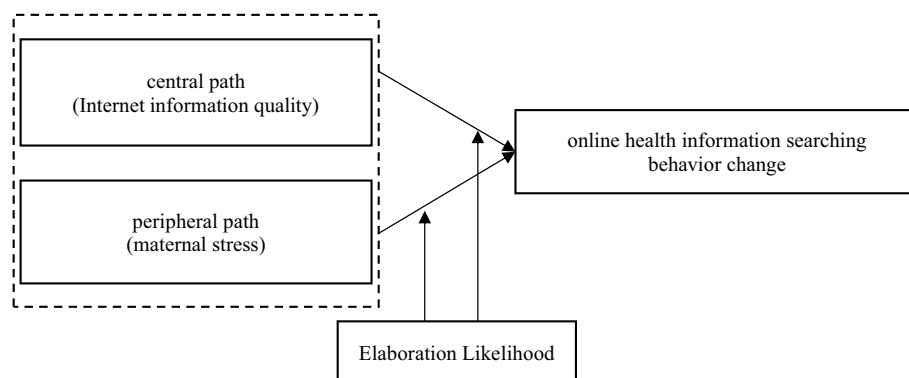 central path
(Internet information quality)
online health information searching
behavior change
peripheral path
(maternal stress)
Elaboration Likelihood